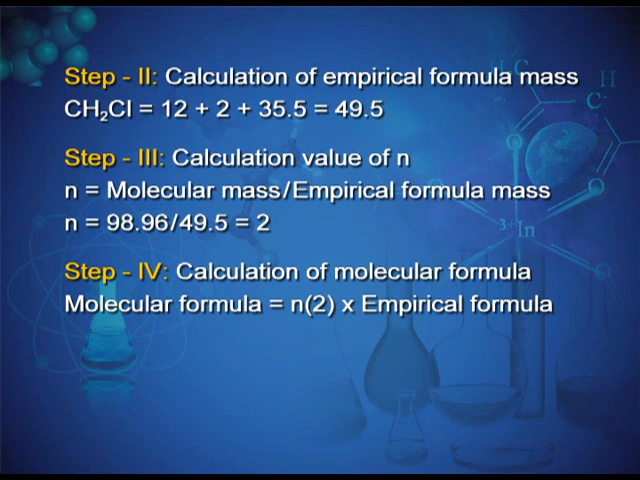 Step - II: Calculation of empirical formula mass
CH₂Cl = 12 + 2 + 35.5 = 49.5
Step - III: Calculation value of n
n = Molecular mass/Empirical formula mass
n = 98.96/49.5 = 2
Step - IV: Calculation of molecular formula
Molecular formula = n(2) x Empirical formula
H
C
H
C
3+In